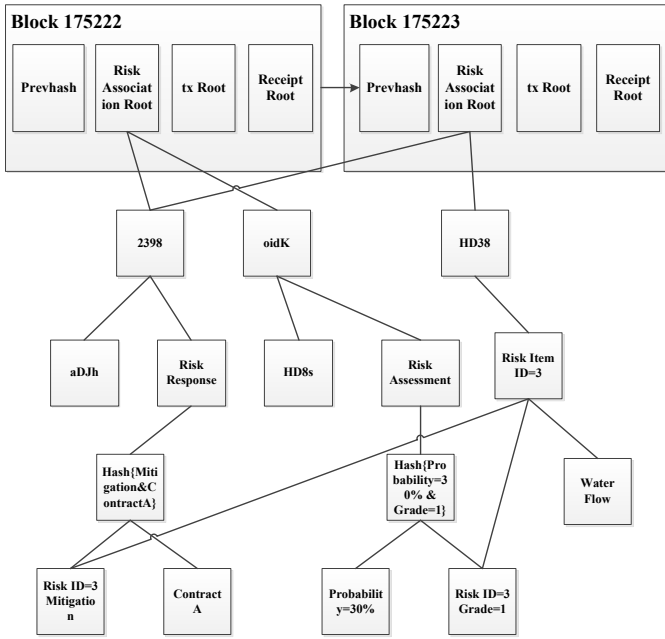 Block 175222
Block 175223
Prevhash
Risk
Associat
ion Root
tx Root
Receipt
Root
Prevhash
Risk
Associat
ion Root
tx Root
Receipt
Root
2398
oidK
HD38
aDJh
Risk
Response
HD8s
Risk
Assessment
Risk Item
ID=3
Hash{Miti
gation&C
ontractA}
Hash{Pro
bability=3
0% &
Grade=1}
Water
Flow
Risk ID=3
Mitigatio
n
Contract
A
Probabilit
y=30%
Risk ID=3
Grade=1